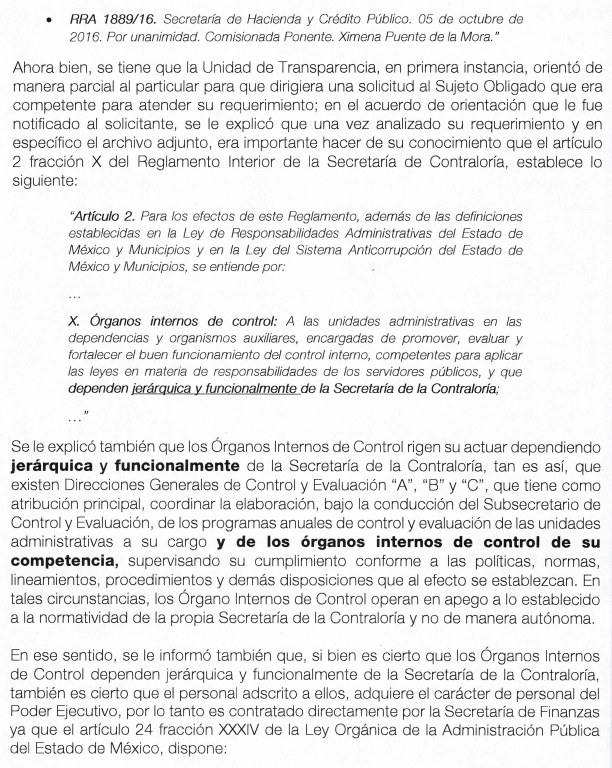 • RRA 1889/16. Secretaría de Hacienda y Crédito Público. 05 de octubre de
2016. Por unanimidad. Comisionada Ponente. Ximena Puente de la Mora.”
Ahora bien, se tiene que la Unidad de Transparencia, en primera instancia, orientó de
manera parcial al particular para que dirigiera una solicitud al Sujeto Obligado que era
competente para atender su requerimiento; en el acuerdo de orientación que le fue
notificado al solicitante, se le explicó que una vez analizado su requerimiento y en
específico el archivo adjunto, era importante hacer de su conocimiento que el artículo
2 fracción X del Reglamento Interior de la Secretaría de Contraloría, establece lo
siguiente:
“Artículo 2. Para los efectos de este Reglamento, además de las definiciones
establecidas en la Ley de Responsabilidades Administrativas del Estado de
México y Municipios y en la Ley del Sistema Anticorrupción del Estado de
México y Municipios, se entiende por:
...
X. Órganos internos de control: A las unidades administrativas en las
dependencias y organismos auxiliares, encargadas de promover, evaluar y
fortalecer el buen funcionamiento del control interno, competentes para aplicar
las leyes en materia de responsabilidades de los servidores públicos, y que
dependen jerárquica y funcionalmente de la Secretaría de la Contraloría;
...”
Se le explicó también que los Órganos Internos de Control rigen su actuar dependiendo
jerárquica y funcionalmente de la Secretaría de la Contraloría, tan es así, que
existen Direcciones Generales de Control y Evaluación “A”, “B” y “C”, que tiene como
atribución principal, coordinar la elaboración, bajo la conducción del Subsecretario de
Control y Evaluación, de los programas anuales de control y evaluación de las unidades
administrativas a su cargo y de los órganos internos de control de su
competencia, supervisando su cumplimiento conforme a las políticas, normas,
lineamientos, procedimientos y demás disposiciones que al efecto se establezcan. En
tales circunstancias, los Órgano Internos de Control operan en apego a lo establecido
a la normatividad de la propia Secretaría de la Contraloría y no de manera autónoma.
En ese sentido, se le informó también que, si bien es cierto que los Órganos Internos
de Control dependen jerárquica y funcionalmente de la Secretaría de la Contraloría,
también es cierto que el personal adscrito a ellos, adquiere el carácter de personal del
Poder Ejecutivo, por lo tanto es contratado directamente por la Secretaría de Finanzas
ya que el artículo 24 fracción XXXIV de la Ley Orgánica de la Administración Pública
del Estado de México, dispone: